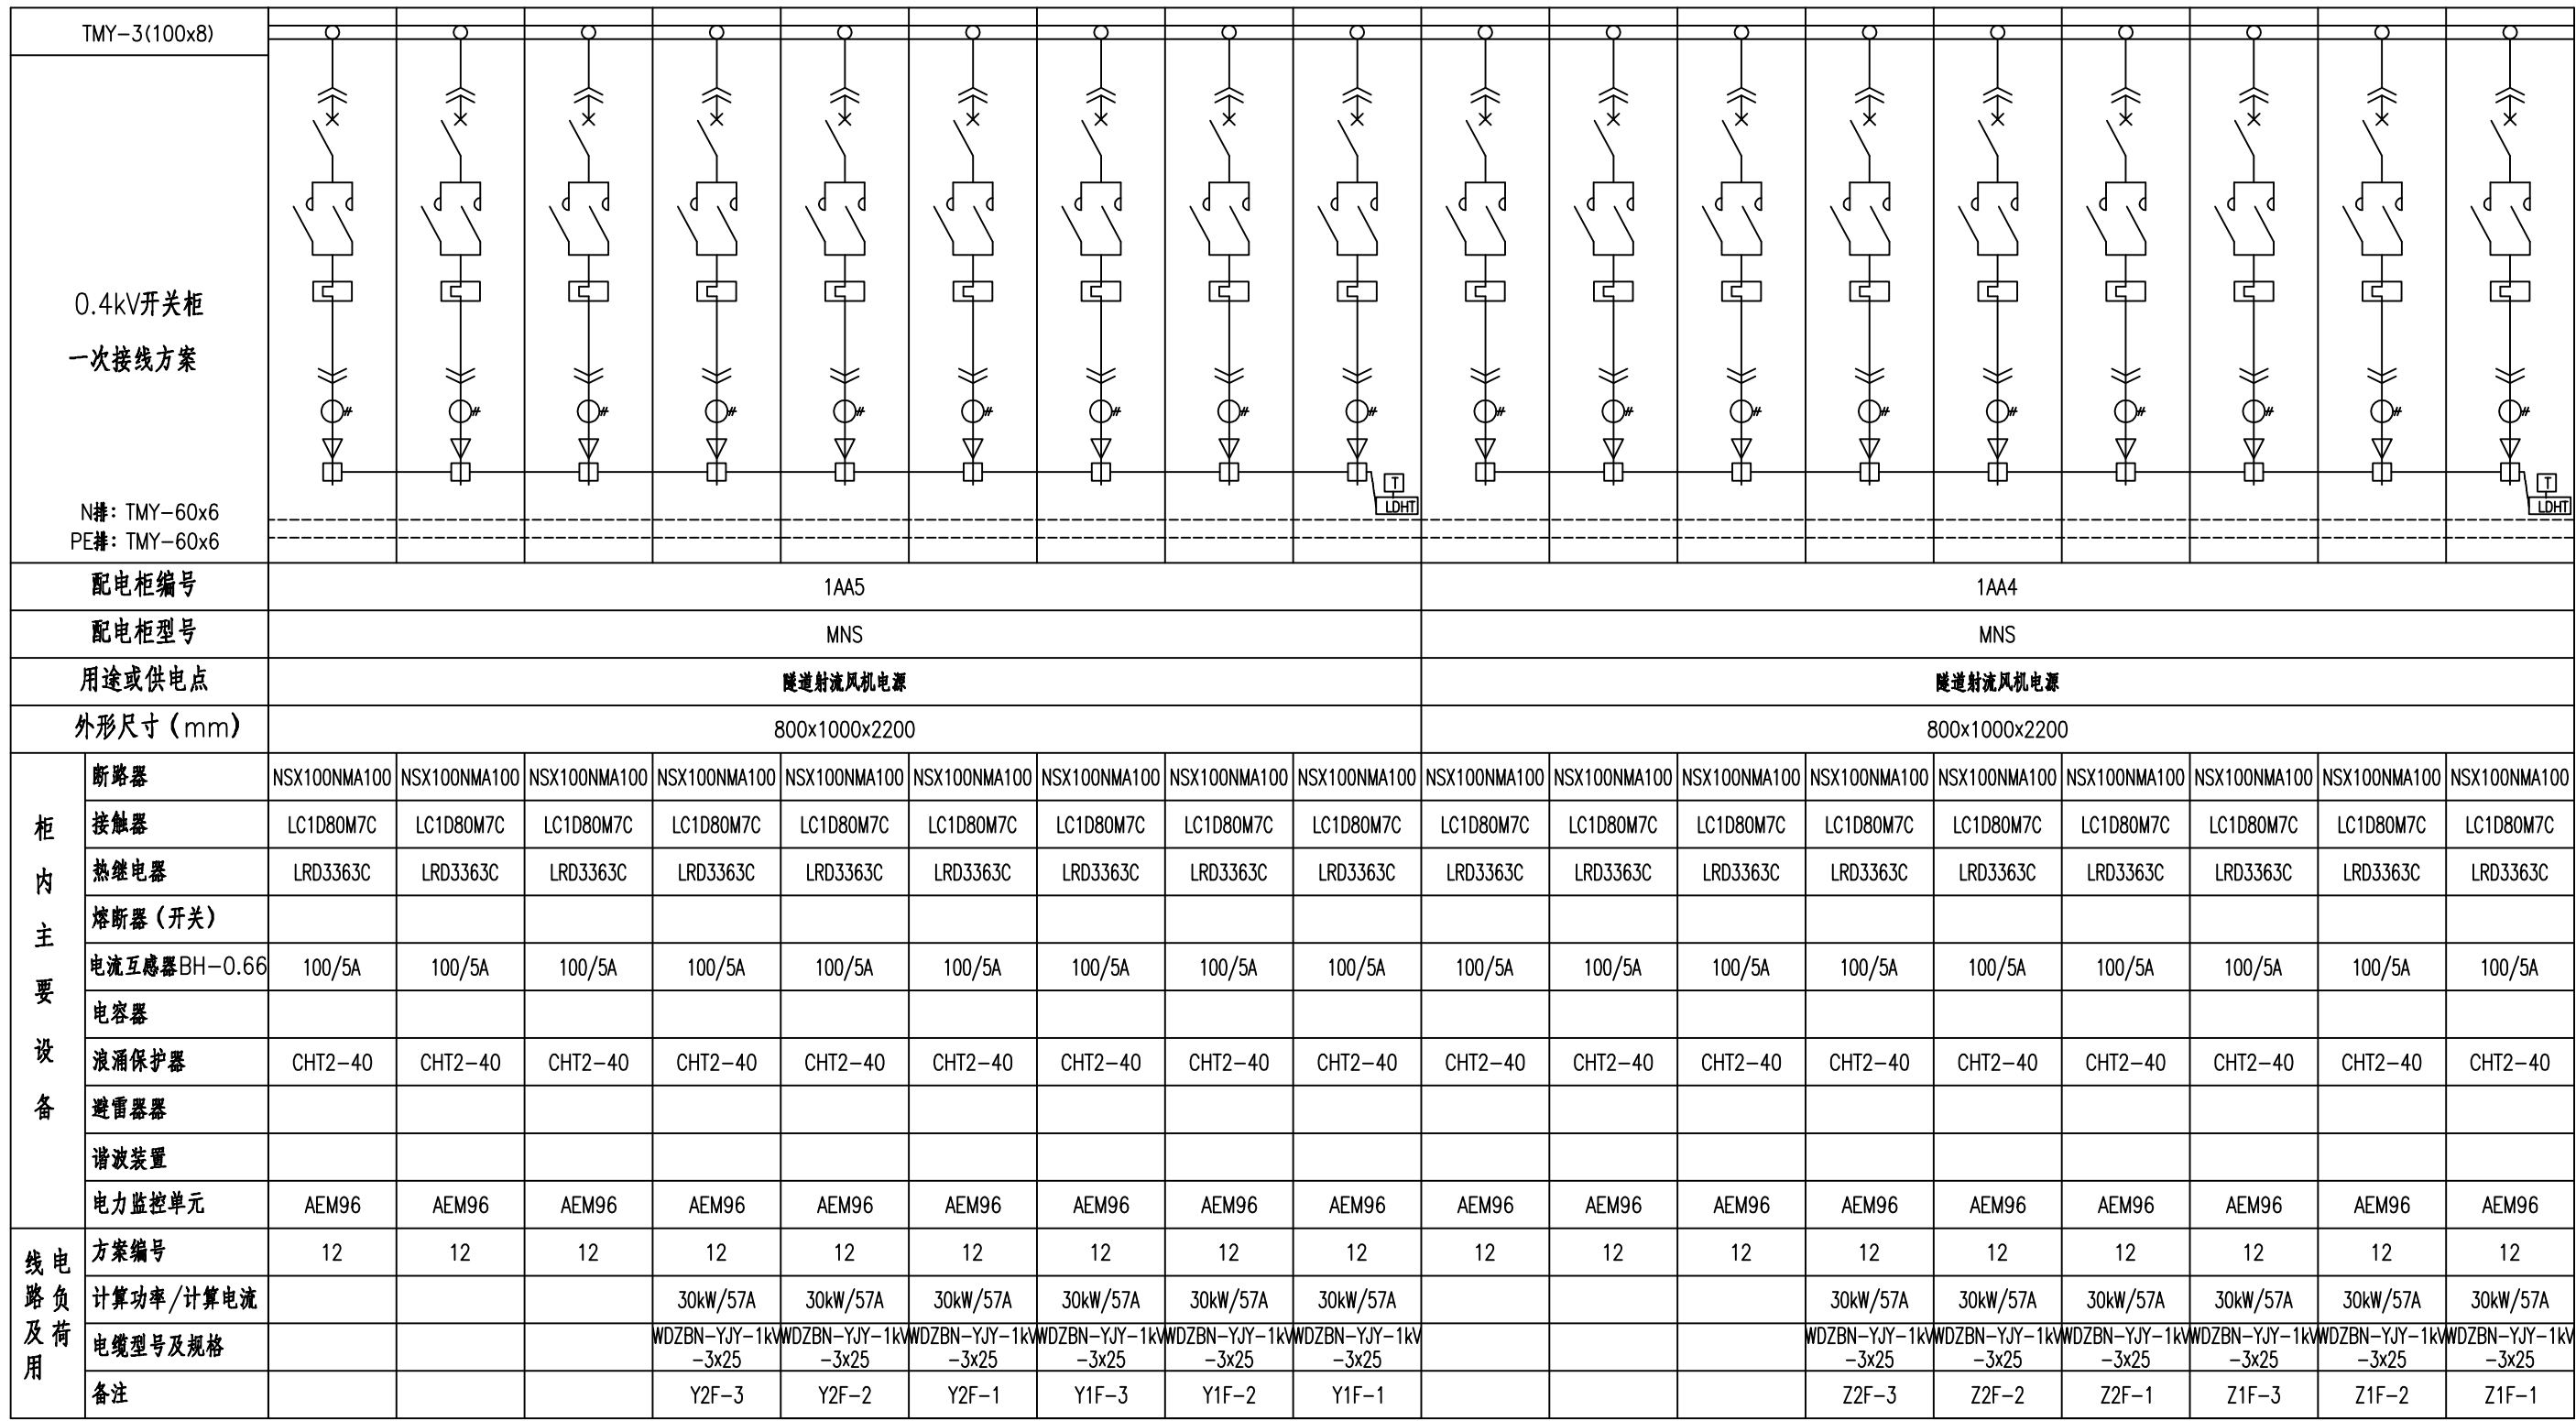 TMY-3(100x8)
0.4kV开关柜
一次接线方案
T
LDHT
T
LDHT
N排：TMY-60x6
PE排：TMY-60x6
配电柜编号 1AA5 1AA4
配电柜型号 MNS MNS
用途或供电点 隧道射流风机电源 隧道射流风机电源
外形尺寸（mm） 800x1000x2200 800x1000x2200
柜内主要设备
断路器 NSX100NMA100 NSX100NMA100 NSX100NMA100 NSX100NMA100 NSX100NMA100 NSX100NMA100 NSX100NMA100 NSX100NMA100 NSX100NMA100 NSX100NMA100 NSX100NMA100 NSX100NMA100 NSX100NMA100 NSX100NMA100 NSX100NMA100 NSX100NMA100 NSX100NMA100 NSX100NMA100
接触器 LC1D80M7C LC1D80M7C LC1D80M7C LC1D80M7C LC1D80M7C LC1D80M7C LC1D80M7C LC1D80M7C LC1D80M7C LC1D80M7C LC1D80M7C LC1D80M7C LC1D80M7C LC1D80M7C LC1D80M7C LC1D80M7C LC1D80M7C LC1D80M7C
热继电器 LRD3363C LRD3363C LRD3363C LRD3363C LRD3363C LRD3363C LRD3363C LRD3363C LRD3363C LRD3363C LRD3363C LRD3363C LRD3363C LRD3363C LRD3363C LRD3363C LRD3363C LRD3363C
熔断器（开关）
电流互感器BH-0.66 100/5A 100/5A 100/5A 100/5A 100/5A 100/5A 100/5A 100/5A 100/5A 100/5A 100/5A 100/5A 100/5A 100/5A 100/5A 100/5A 100/5A 100/5A
电容器
浪涌保护器 CHT2-40 CHT2-40 CHT2-40 CHT2-40 CHT2-40 CHT2-40 CHT2-40 CHT2-40 CHT2-40 CHT2-40 CHT2-40 CHT2-40 CHT2-40 CHT2-40 CHT2-40 CHT2-40 CHT2-40 CHT2-40
避雷器器
谐波装置
电力监控单元 AEM96 AEM96 AEM96 AEM96 AEM96 AEM96 AEM96 AEM96 AEM96 AEM96 AEM96 AEM96 AEM96 AEM96 AEM96 AEM96 AEM96 AEM96
线路及用
电负荷
方案编号 12 12 12 12 12 12 12 12 12 12 12 12 12 12 12 12 12 12
计算功率/计算电流 30kW/57A 30kW/57A 30kW/57A 30kW/57A 30kW/57A 30kW/57A 30kW/57A 30kW/57A 30kW/57A 30kW/57A 30kW/57A 30kW/57A
电缆型号及规格 WDZBN-YJY-1kV WDZBN-YJY-1kV WDZBN-YJY-1kV WDZBN-YJY-1kV WDZBN-YJY-1kV WDZBN-YJY-1kV WDZBN-YJY-1kV WDZBN-YJY-1kV WDZBN-YJY-1kV WDZBN-YJY-1kV WDZBN-YJY-1kV WDZBN-YJY-1kV
-3x25 -3x25 -3x25 -3x25 -3x25 -3x25 -3x25 -3x25 -3x25 -3x25 -3x25 -3x25
备注 Y2F-3 Y2F-2 Y2F-1 Y1F-3 Y1F-2 Y1F-1 Z2F-3 Z2F-2 Z2F-1 Z1F-3 Z1F-2 Z1F-1